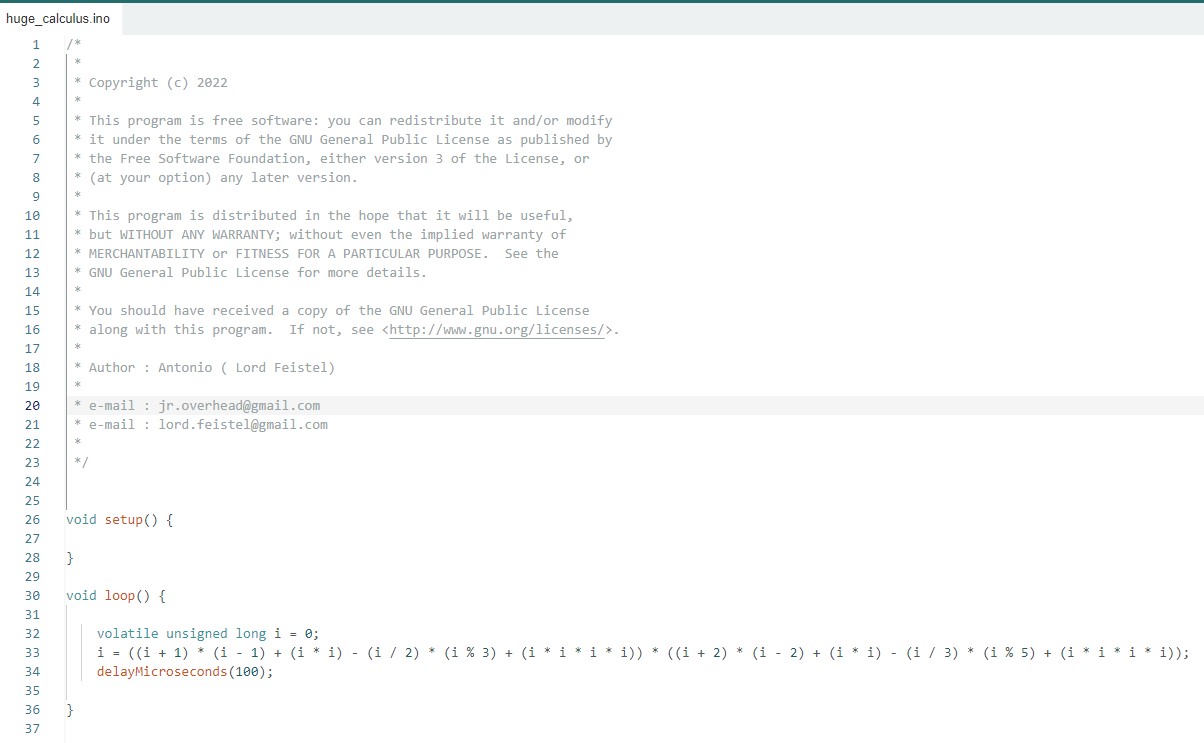 huge_calculus.ino
1 /*
2 *
3 * Copyright (c) 2022
4 *
5 * This program is free software: you can redistribute it and/or modify
6 * it under the terms of the GNU General Public License as published by
7 * the Free Software Foundation, either version 3 of the License, or
8 * (at your option) any later version.
9 *
10 * This program is distributed in the hope that it will be useful,
11 * but WITHOUT ANY WARRANTY; without even the implied warranty of
12 * MERCHANTABILITY or FITNESS FOR A PARTICULAR PURPOSE.  See the
13 * GNU General Public License for more details.
14 *
15 * You should have received a copy of the GNU General Public License
16 * along with this program.  If not, see <http://www.gnu.org/licenses/>.
17 *
18 * Author : Antonio ( Lord Feistel)
19 *
20 * e-mail : jr.overhead@gmail.com
21 * e-mail : lord.feistel@gmail.com
22 *
23 */
24
25
26 void setup() {
27
28 }
29
30 void loop() {
31
32 volatile unsigned long i = 0;
33 i = ((i + 1) * (i - 1) + (i * i) - (i / 2) * (i % 3) + (i * i * i * i)) * ((i + 2) * (i - 2) + (i * i) - (i / 3) * (i % 5) + (i * i * i * i));
34 delayMicroseconds(100);
35
36 }
37